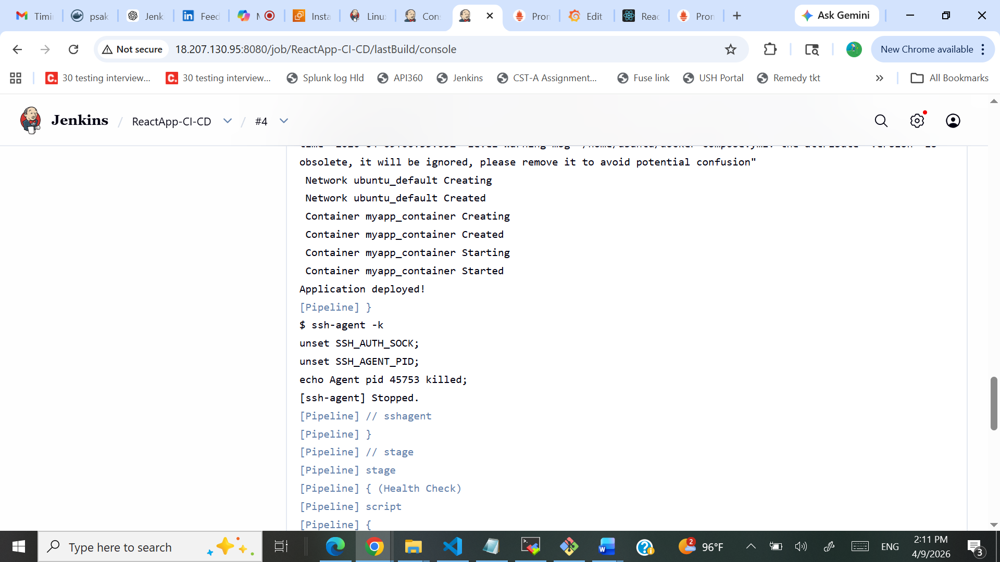 Timi
psak
Jenk
Feed
Insta
Linu
Con
Pron
Edit
Reac
Pron
Ask Gemini
Not secure
18.207.130.95:8080/job/ReactApp-CI-CD/lastBuild/console
New Chrome available
30 testing interview...
30 testing interview...
Splunk log Hld
API360
Jenkins
CST-A Assignment...
Fuse link
USH Portal
Remedy tkt
All Bookmarks
Jenkins / ReactApp-CI-CD / #4
obsolete, it will be ignored, please remove it to avoid potential confusion"
Network ubuntu_default Creating
Network ubuntu_default Created
Container myapp_container Creating
Container myapp_container Created
Container myapp_container Starting
Container myapp_container Started
Application deployed!
[Pipeline] }
$ ssh-agent -k
unset SSH_AUTH_SOCK;
unset SSH_AGENT_PID;
echo Agent pid 45753 killed;
[ssh-agent] Stopped.
[Pipeline] // sshagent
[Pipeline] }
[Pipeline] // stage
[Pipeline] stage
[Pipeline] { (Health Check)
[Pipeline] script
[Pipeline] {
Type here to search
2
96°F
ENG
2:11 PM
4/9/2026
3